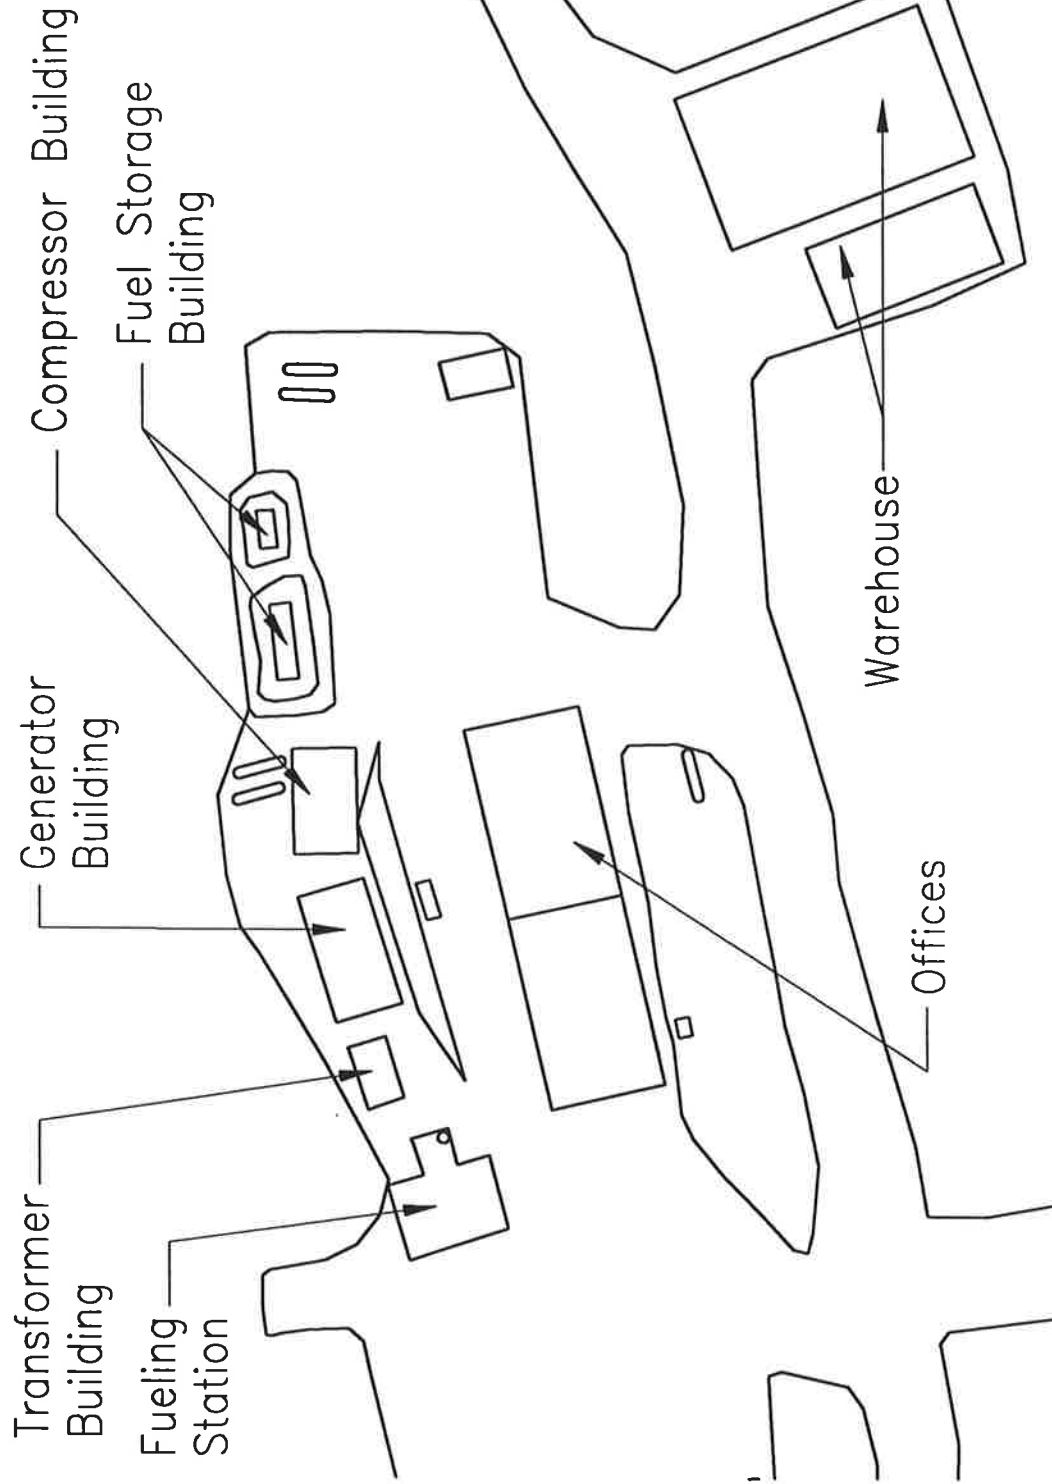 Transformer
Building
Fueling
Station
Generator
Building
Compressor Building
Fuel Storage
Building
Offices
Warehouse